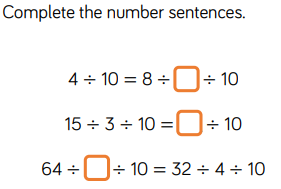 Complete the number sentences.
4 ÷ 10 = 8 ÷ □ ÷ 10
15 ÷ 3 ÷ 10 = □ ÷ 10
64 ÷ □ ÷ 10 = 32 ÷ 4 ÷ 10